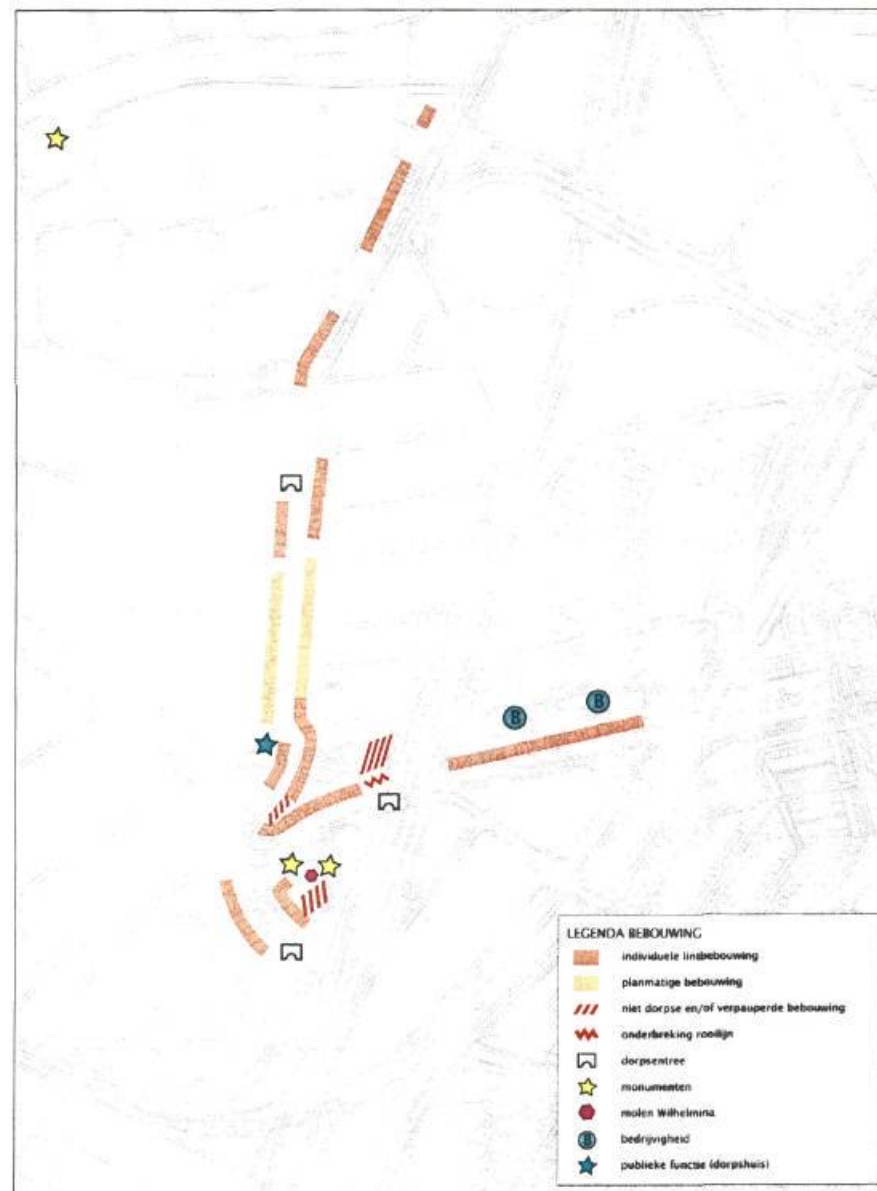 B
B
LEGENDA BEBOUWING
individuele lintbebouwing
planmatige bebouwing
niet dorpse en/of verpauperde bebouwing
onderbreking rooilijn
dorpsentree
monumenten
molen Wilhelmina
B bedrijvigheid
publieke functie (dorpshuis)